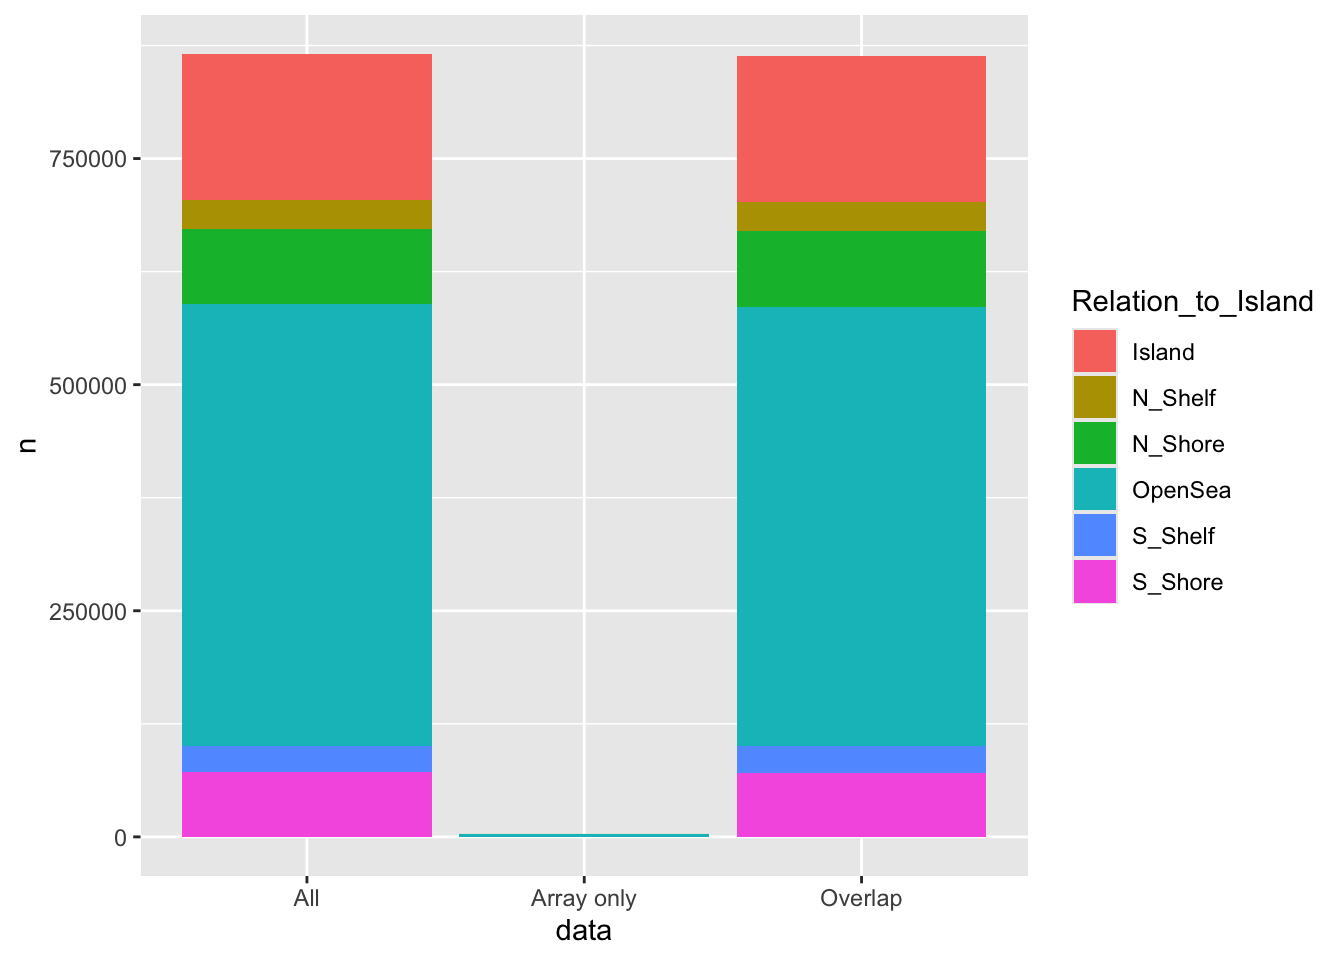 750000
500000
250000
0
n
All
Array only
Overlap
data
Relation_to_Island
Island
N_Shelf
N_Shore
OpenSea
S_Shelf
S_Shore